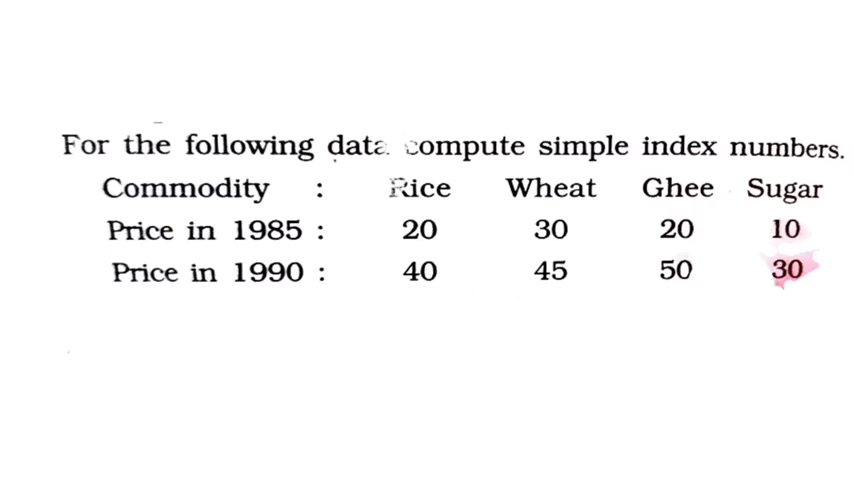 For the following data compute simple index numbers.
Commodity : Rice Wheat Ghee Sugar
Price in 1985 : 20 30 20 10
Price in 1990 : 40 45 50 30